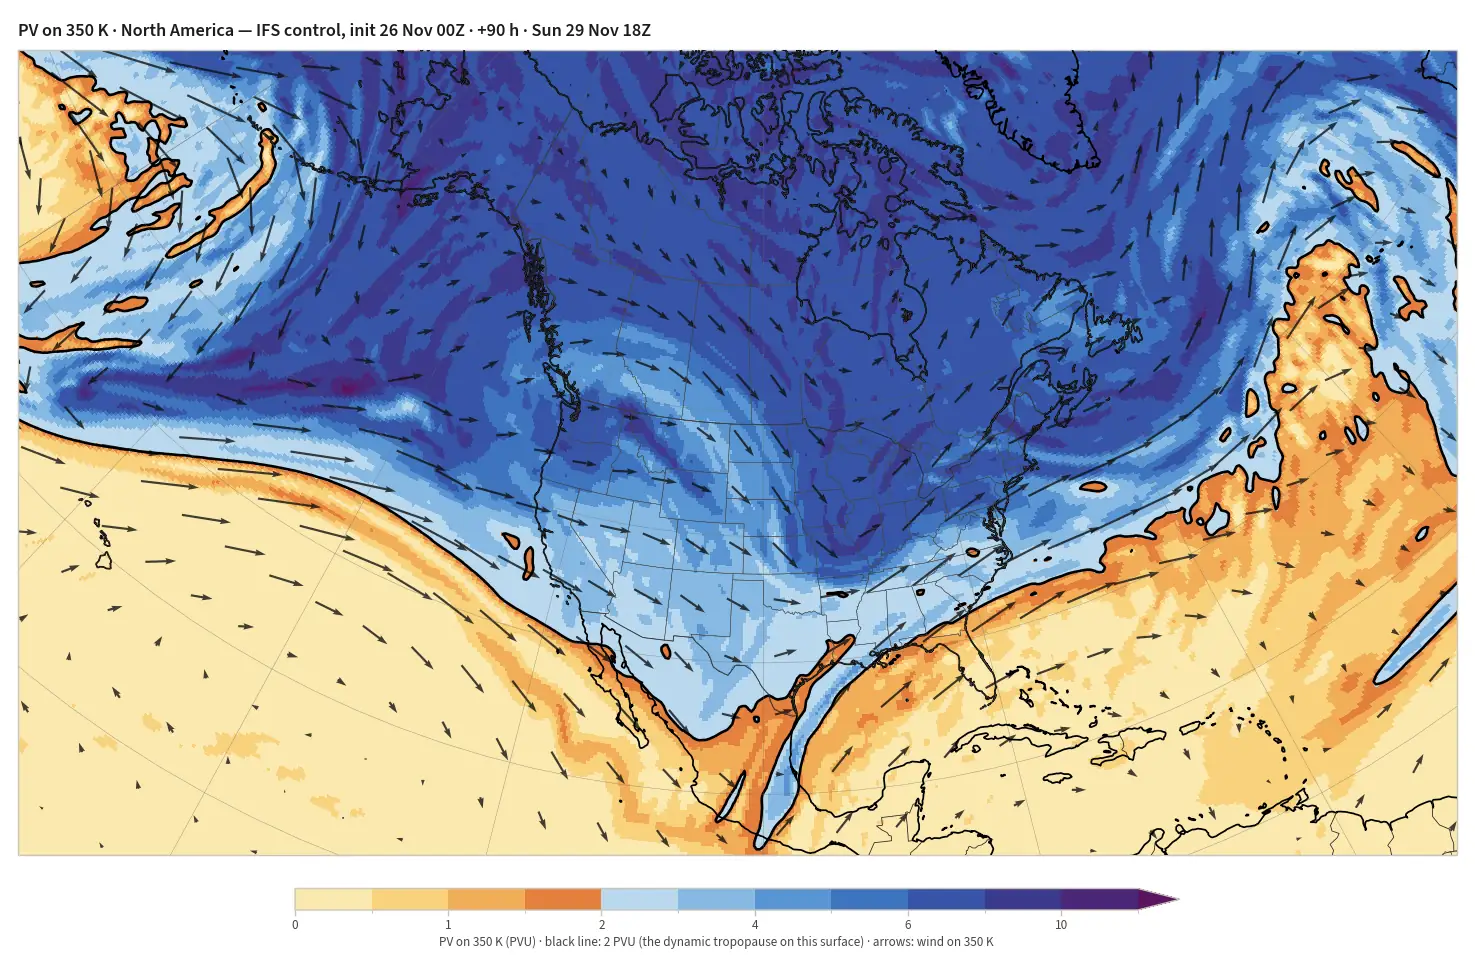 PV on 350 K · North America — IFS control, init 26 Nov 00Z · +90 h · Sun 29 Nov 18Z
0 1 2 4 6 10
PV on 350 K (PVU) · black line: 2 PVU (the dynamic tropopause on this surface) · arrows: wind on 350 K